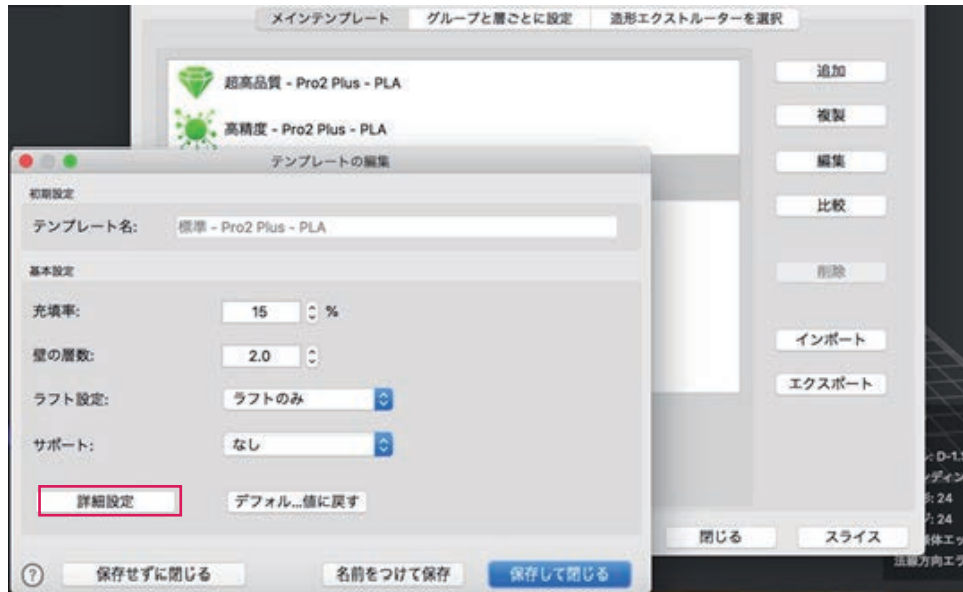 メインテンプレート
グループと層ごとに設定
造形エクストルーターを選択
超高品質 - Pro2 Plus - PLA
高精度 - Pro2 Plus - PLA
追加
複製
編集
比較
削除
インポート
エクスポート
テンプレートの編集
初期設定
テンプレート名: 標準 - Pro2 Plus - PLA
基本設定
充填率: 15 %
壁の層数: 2.0
ラフト設定: ラフトのみ
サポート: なし
詳細設定
デフォル...値に戻す
? 保存せずに閉じる
名前をつけて保存
保存して閉じる
閉じる
スライス
: 24
: 24
法線方向エラ